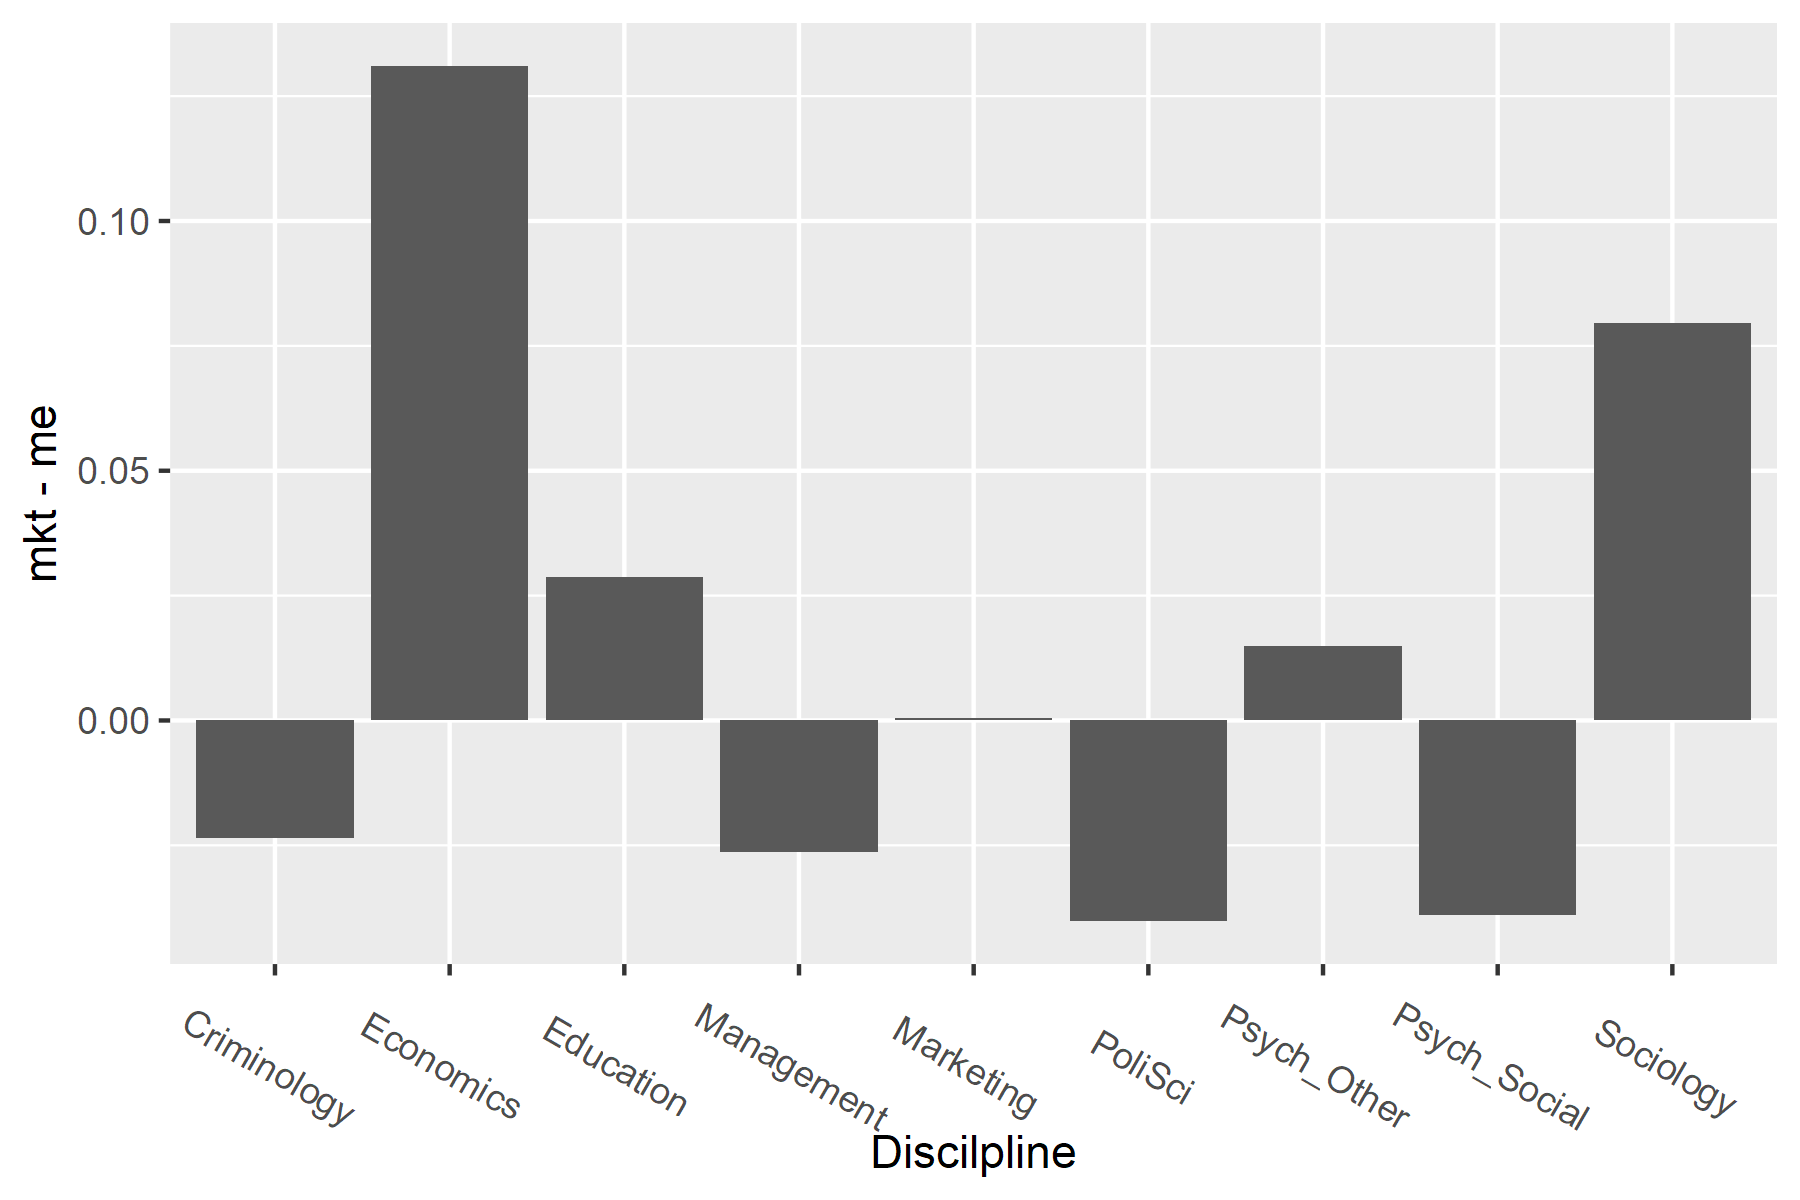 mkt - me
0.10
0.05
0.00
Criminology
Economics
Education
Management
Marketing
PoliSci
Psych_Other
Psych_Social
Sociology
Discilpline